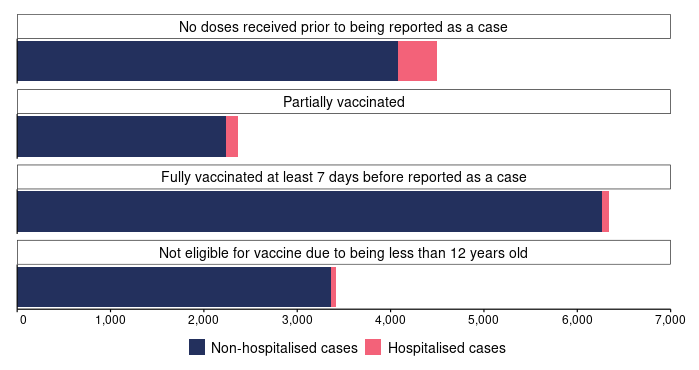 No doses received prior to being reported as a case
Partially vaccinated
Fully vaccinated at least 7 days before reported as a case
Not eligible for vaccine due to being less than 12 years old
0 1,000 2,000 3,000 4,000 5,000 6,000 7,000
Non-hospitalised cases Hospitalised cases